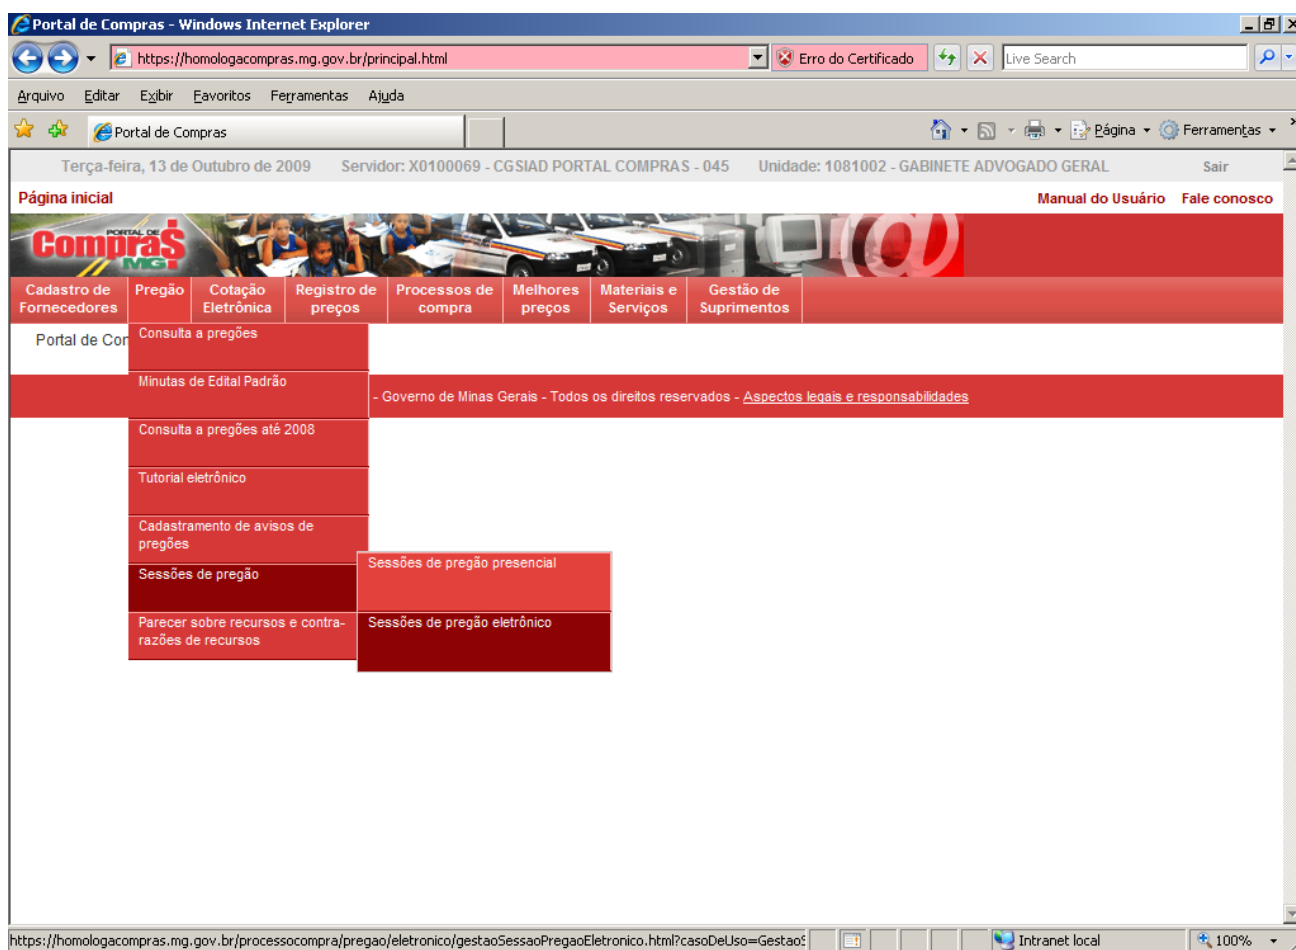 Portal de Compras - Windows Internet Explorer
https://homologacompras.mg.gov.br/principal.html
Erro do Certificado
Live Search
Arquivo Editar Exibir Favoritos Ferramentas Ajuda
Portal de Compras
Página
Ferramentas
Terça-feira, 13 de Outubro de 2009 Servidor: X0100069 - CGSIAD PORTAL COMPRAS - 045 Unidade: 1081002 - GABINETE ADVOGADO GERAL Sair
Página inicial
Manual do Usuário Fale conosco
PORTAL DE
Compra$
MG
@
Cadastro de
Fornecedores
Pregão
Cotação
Eletrônica
Registro de
preços
Processos de
compra
Melhores
preços
Materiais e
Serviços
Gestão de
Suprimentos
Portal de Com
Consulta a pregões
Minutas de Edital Padrão
- Governo de Minas Gerais - Todos os direitos reservados - Aspectos legais e responsabilidades
Consulta a pregões até 2008
Tutorial eletrônico
Cadastramento de avisos de
pregões
Sessões de pregão
Sessões de pregão presencial
Sessões de pregão eletrônico
Parecer sobre recursos e contra-
razões de recursos
https://homologacompras.mg.gov.br/processocompra/pregao/eletronico/gestaoSessaoPregaoEletronico.html?casoDeUso=GestaoS
Intranet local
100%